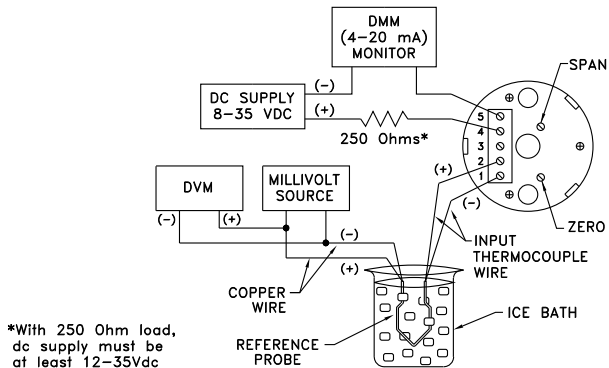 DMM
(4-20 mA)
MONITOR
SPAN
(-)
DC SUPPLY
8-35 VDC
(+)
250 Ohms*
5
4
3
2
1
(+)
(-)
DVM
MILLIVOLT
SOURCE
(-)
(+)
ZERO
(-)
INPUT
THERMOCOUPLE
WIRE
(+)
COPPER
WIRE
ICE BATH
REFERENCE
PROBE
*With 250 Ohm load,
dc supply must be
at least 12-35Vdc